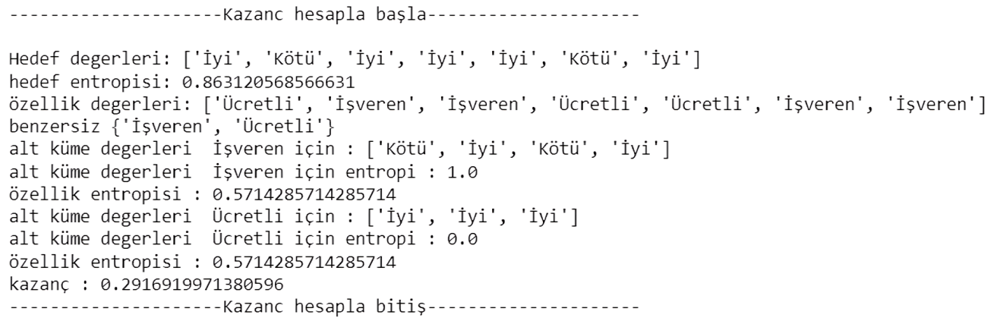 ---------------------Kazanc hesapla başla---------------------
Hedef degerleri: ['İyi', 'Kötü', 'İyi', 'İyi', 'İyi', 'Kötü', 'İyi']
hedef entropisi: 0.863120568566631
özellik degerleri: ['Ücretli', 'İşveren', 'İşveren', 'Ücretli', 'Ücretli', 'İşveren', 'İşveren']
benzersiz {'İşveren', 'Ücretli'}
alt küme degerleri  İşveren için : ['Kötü', 'İyi', 'Kötü', 'İyi']
alt küme degerleri  İşveren için entropi : 1.0
özellik entropisi : 0.5714285714285714
alt küme degerleri  Ücretli için : ['İyi', 'İyi', 'İyi']
alt küme degerleri  Ücretli için entropi : 0.0
özellik entropisi : 0.5714285714285714
kazanç : 0.2916919971380596
---------------------Kazanc hesapla bitiş---------------------